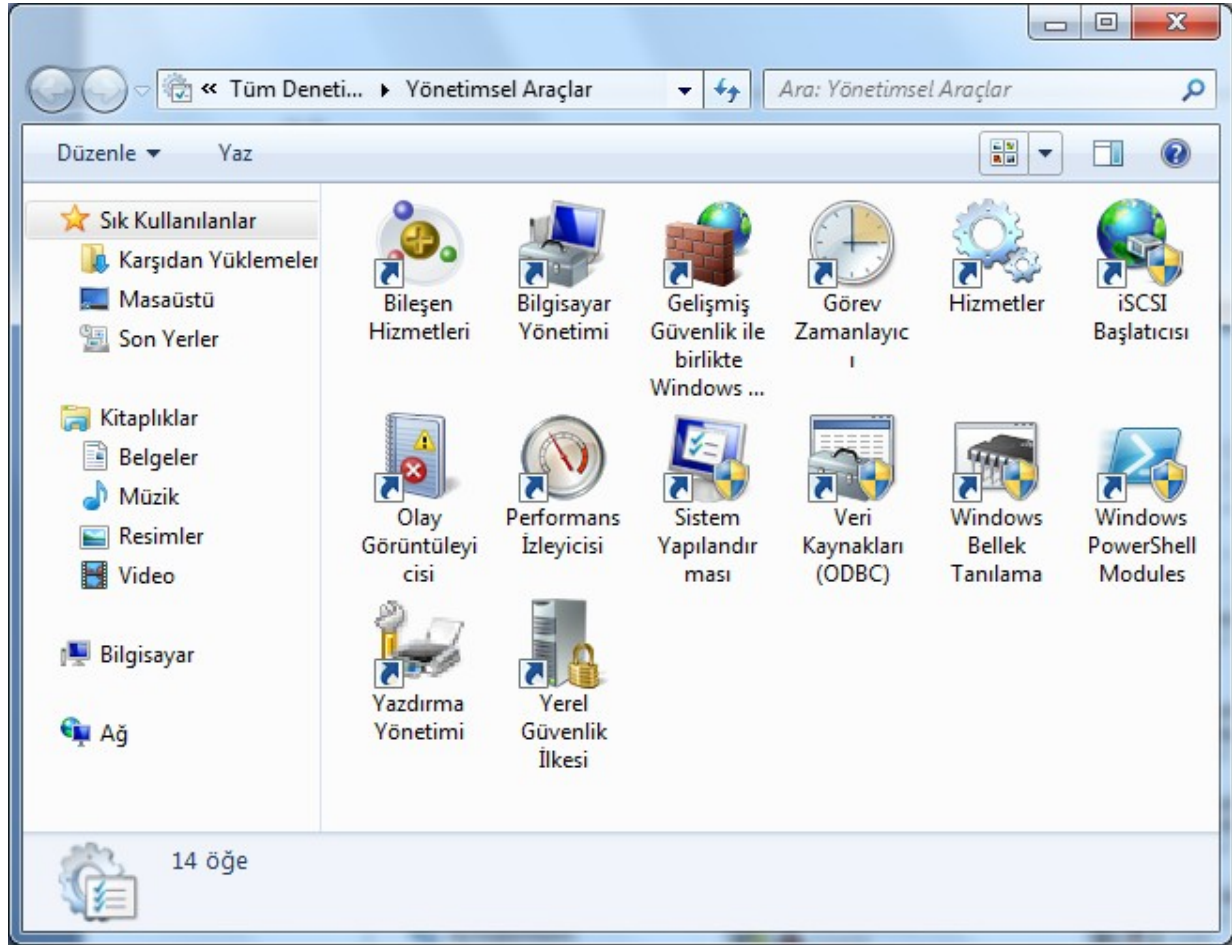 « Tüm Deneti... ▸ Yönetimsel Araçlar
Ara: Yönetimsel Araçlar
Düzenle
Yaz
Sık Kullanılanlar
Karşıdan Yüklemeler
Masaüstü
Son Yerler
Kitaplıklar
Belgeler
Müzik
Resimler
Video
Bilgisayar
Ağ
Bileşen
Hizmetleri
Bilgisayar
Yönetimi
Gelişmiş
Güvenlik ile
birlikte
Windows ...
Görev
Zamanlayıc
ı
Hizmetler
iSCSI
Başlatıcısı
Olay
Görüntüleyi
cisi
Performans
İzleyicisi
Sistem
Yapılandır
ması
Veri
Kaynakları
(ODBC)
Windows
Bellek
Tanılama
Windows
PowerShell
Modules
Yazdırma
Yönetimi
Yerel
Güvenlik
İlkesi
14 öğe